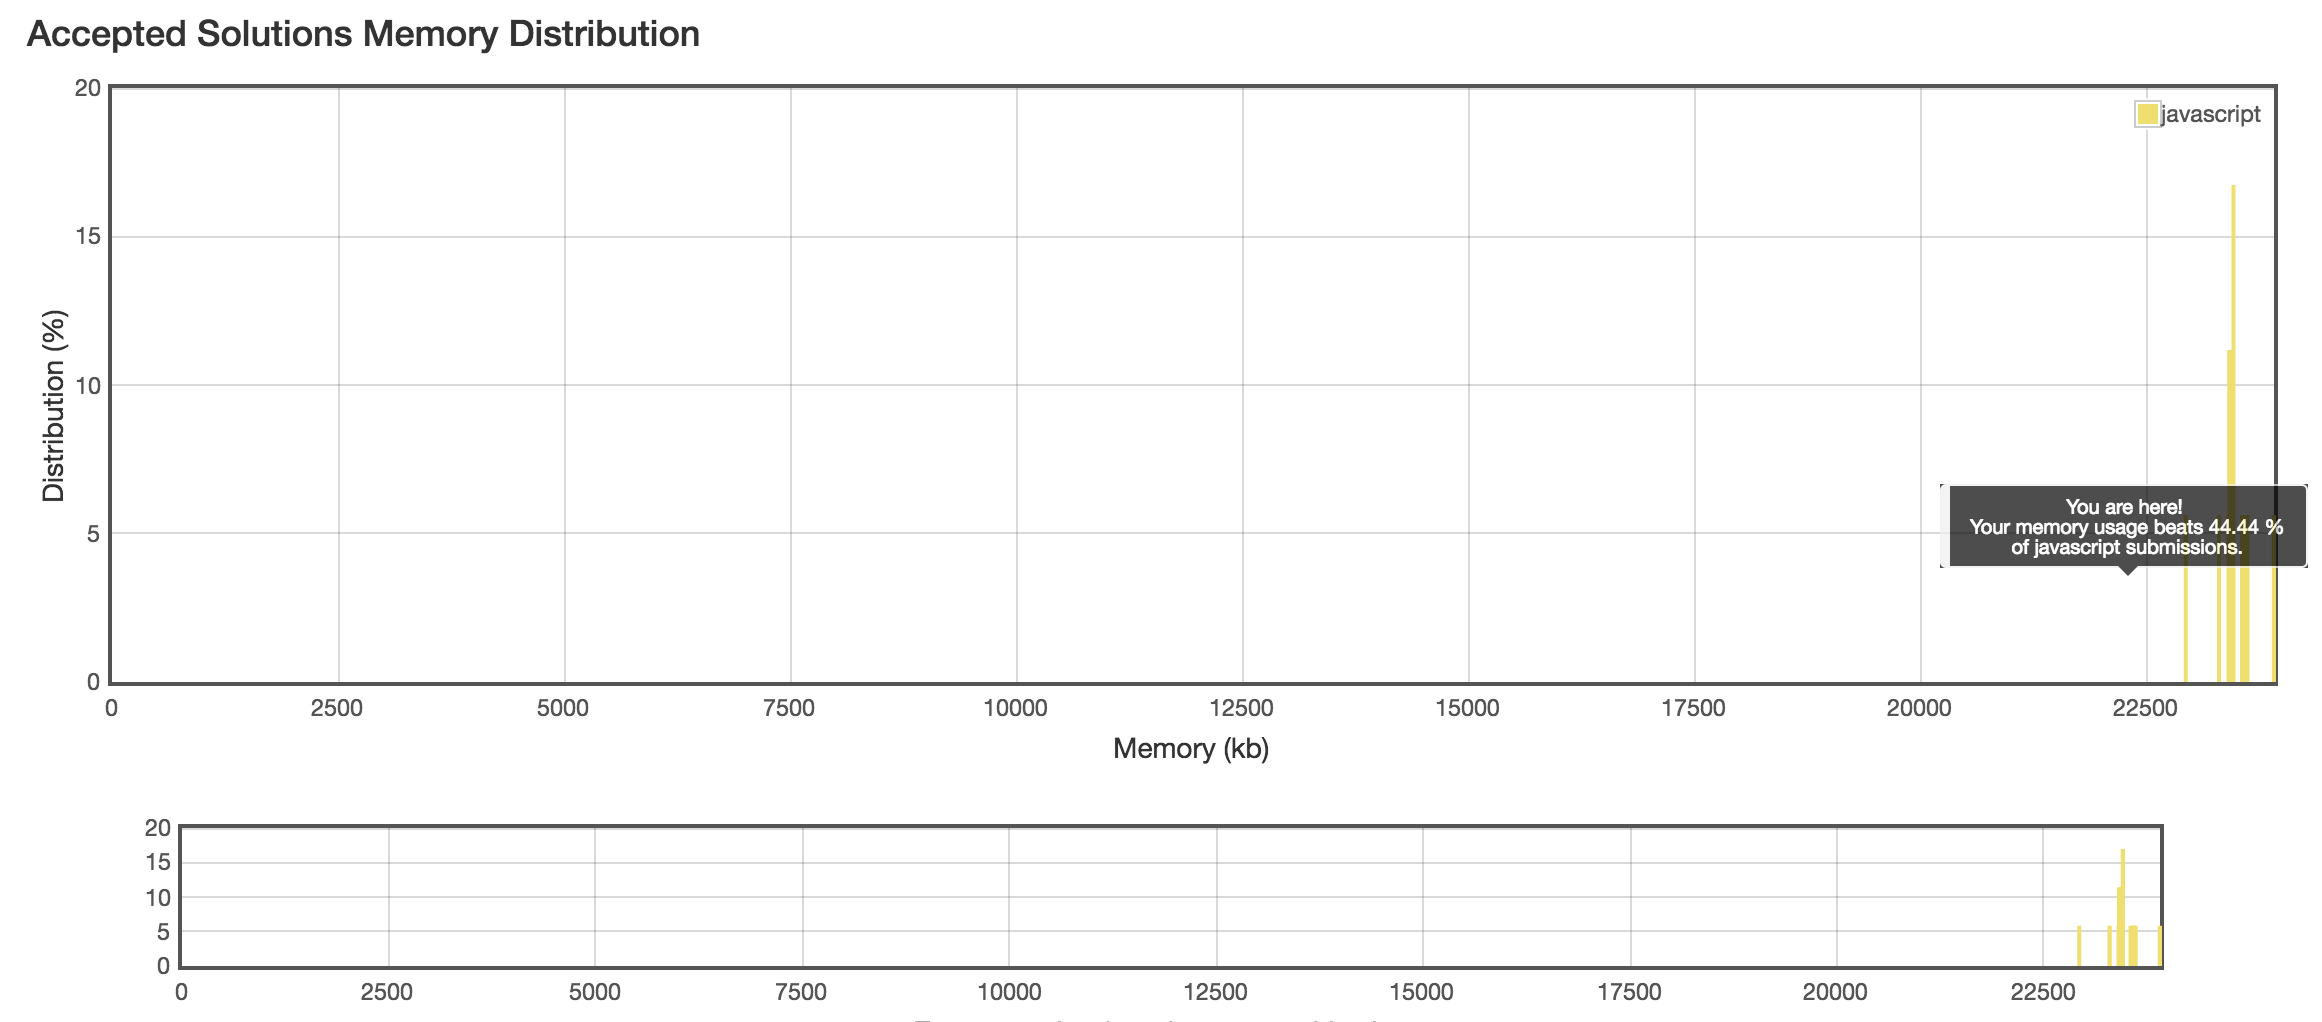 Accepted Solutions Memory Distribution
20
javascript
15
10
5
0
Distribution (%)
You are here!
Your memory usage beats 44.44 %
of javascript submissions.
0 2500 5000 7500 10000 12500 15000 17500 20000 22500
Memory (kb)
20
15
10
5
0
0 2500 5000 7500 10000 12500 15000 17500 20000 22500